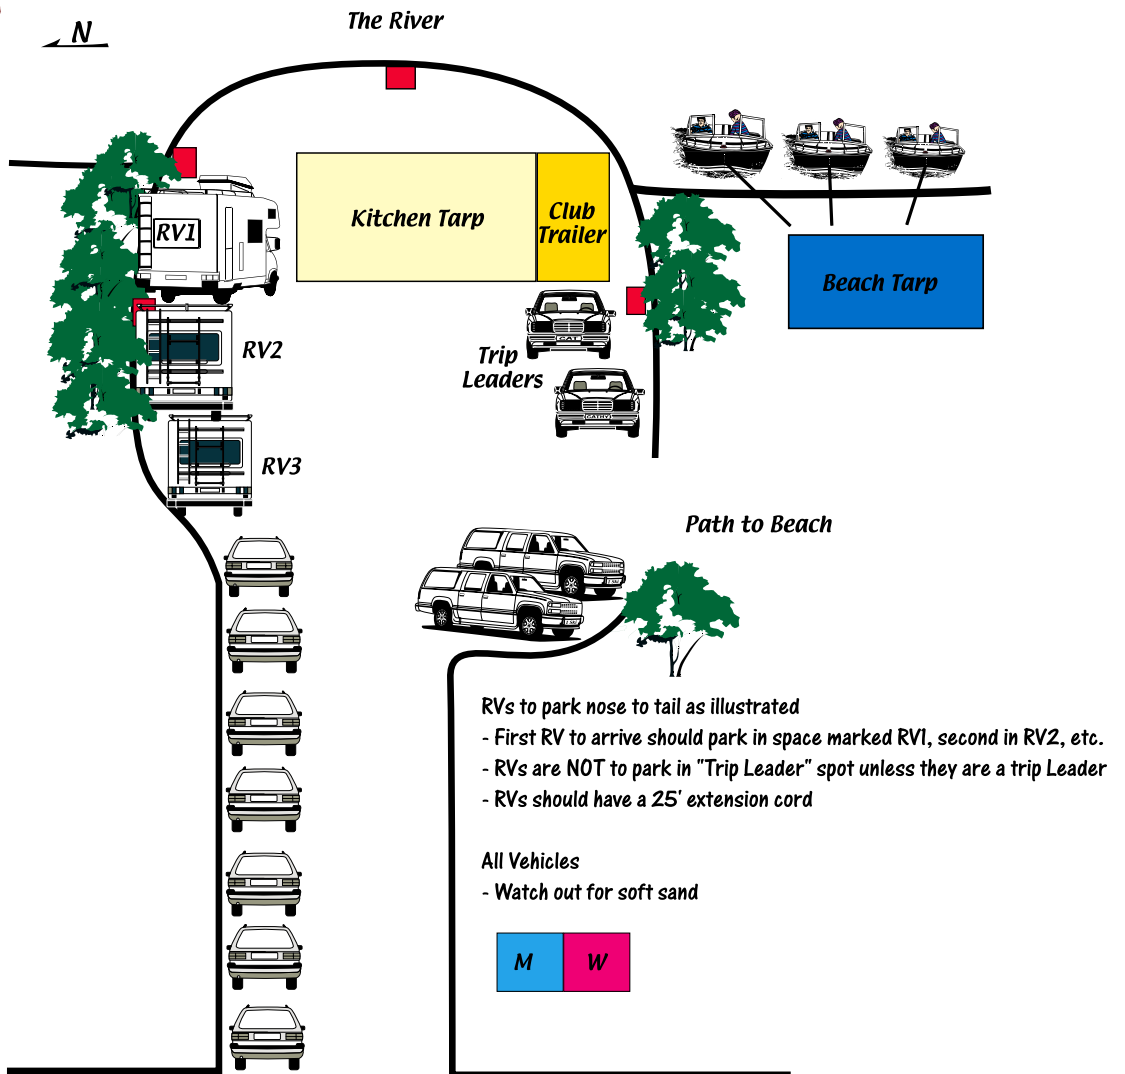 N
The River
RV1
Kitchen Tarp
Club
Trailer
Beach Tarp
RV2
Trip
Leaders
CAT
CATHY
RV3
Path to Beach
RVs to park nose to tail as illustrated
- First RV to arrive should park in space marked RV1, second in RV2, etc.
- RVs are NOT to park in "Trip Leader" spot unless they are a trip Leader
- RVs should have a 25' extension cord
All Vehicles
- Watch out for soft sand
M W